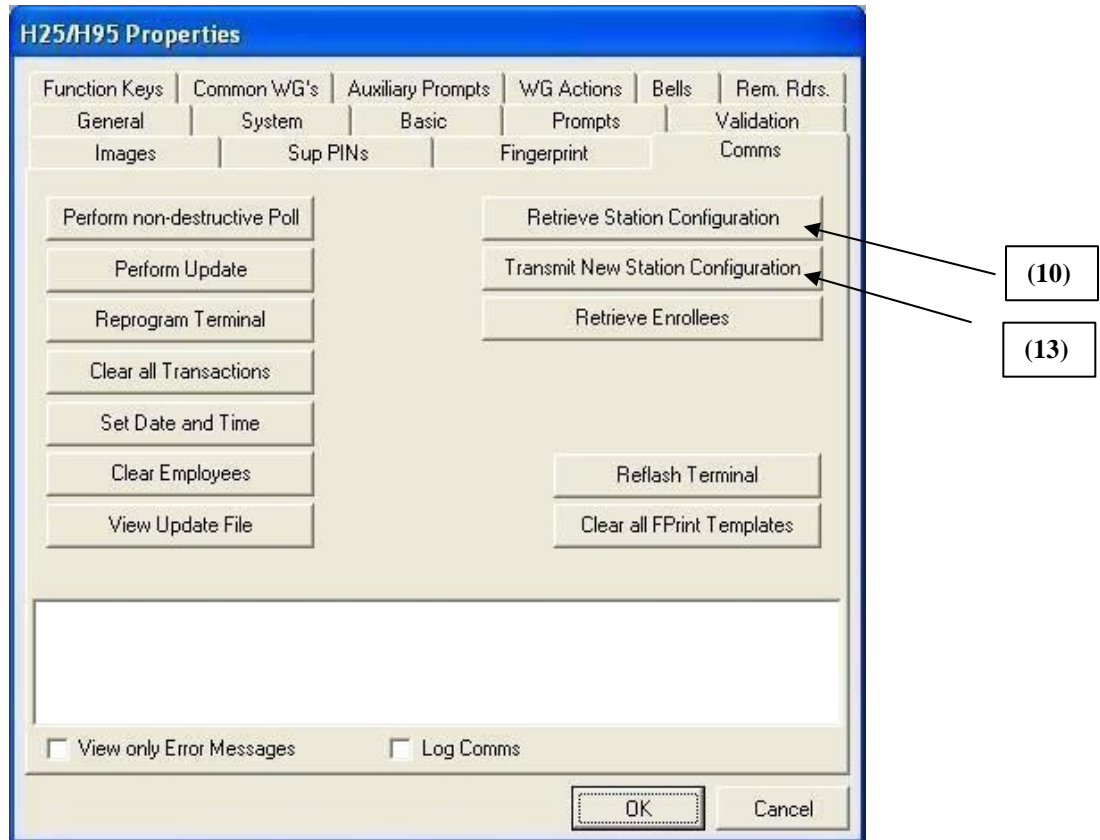 H25/H95 Properties
Function Keys Common WG's Auxiliary Prompts WG Actions Bells Rem. Rdrs.
General System Basic Prompts Validation
Images Sup PINs Fingerprint Comms
Perform non-destructive Poll Retrieve Station Configuration
(10)
Perform Update Transmit New Station Configuration
(13)
Reprogram Terminal Retrieve Enrollees
Clear all Transactions
Set Date and Time
Clear Employees Reflash Terminal
View Update File Clear all FPrint Templates
View only Error Messages Log Comms
OK Cancel